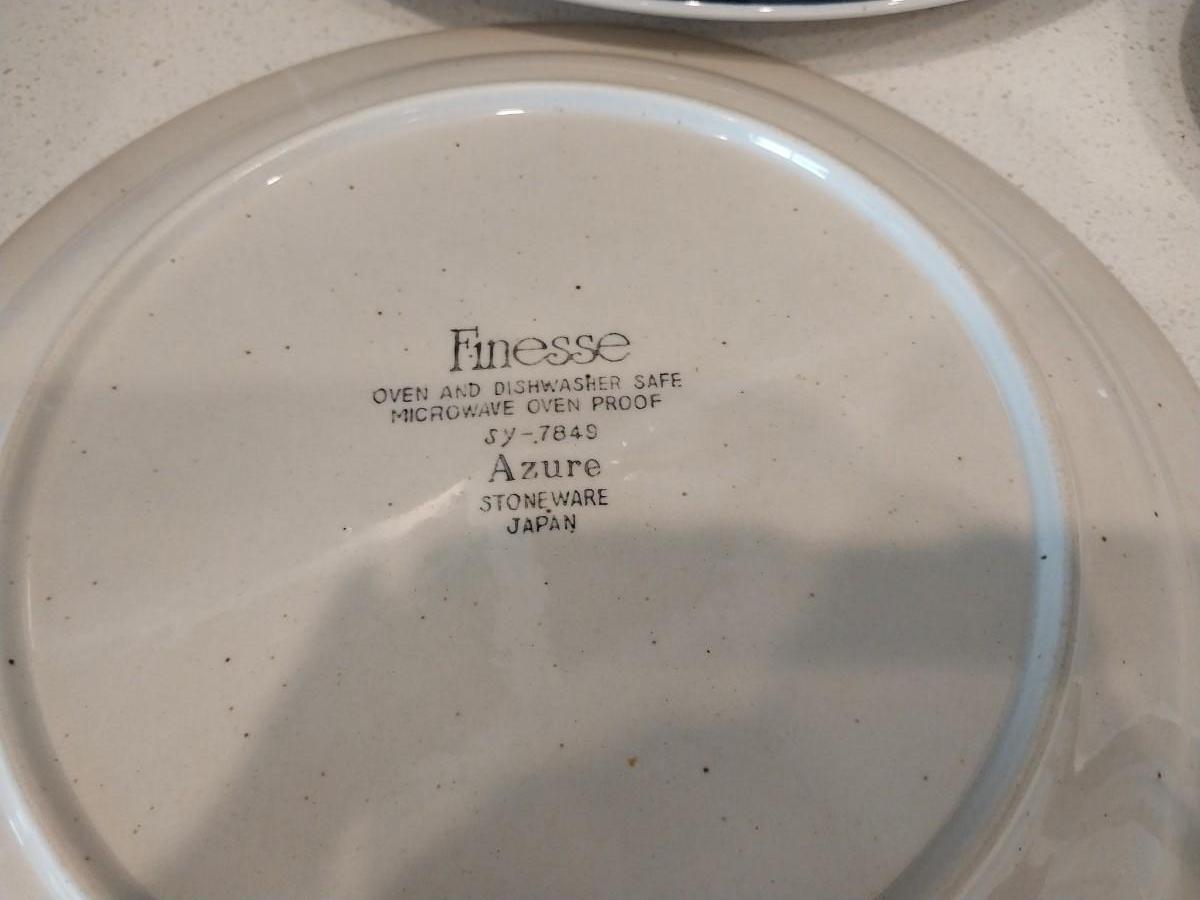 Finesse
OVEN AND DISHWASHER SAFE
MICROWAVE OVEN PROOF
SY-7849
Azure
STONEWARE
JAPAN